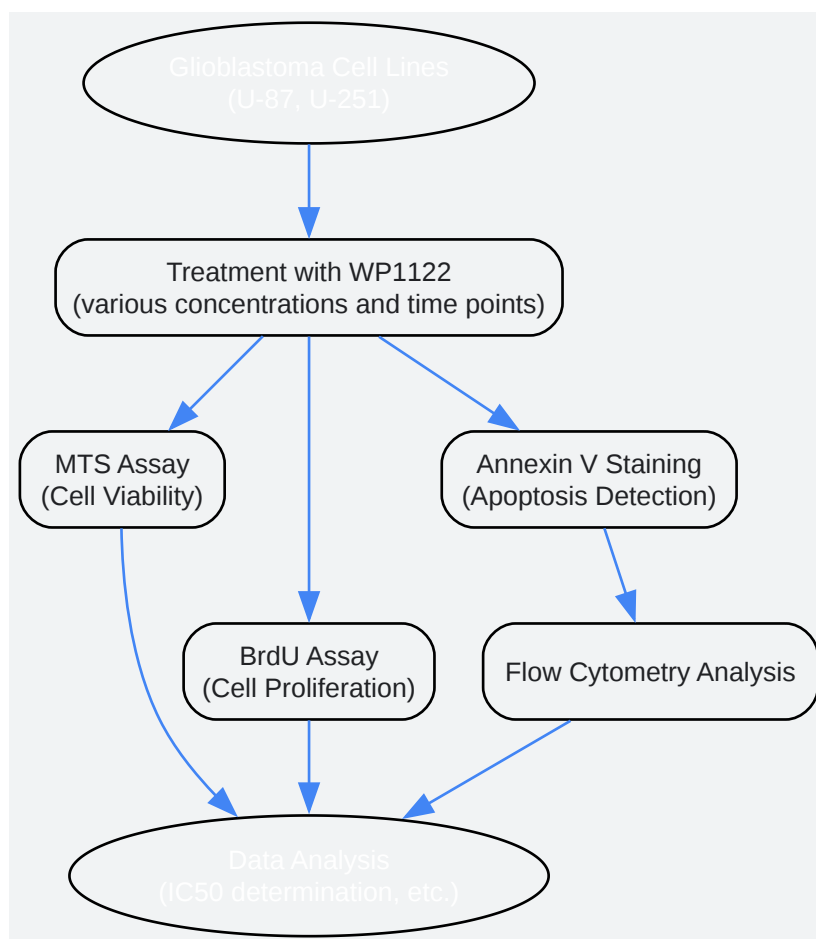 Glioblastoma Cell Lines
(U-87, U-251)
Treatment with WP1122
(various concentrations and time points)
MTS Assay
(Cell Viability)
Annexin V Staining
(Apoptosis Detection)
BrdU Assay
(Cell Proliferation)
Flow Cytometry Analysis
Data Analysis
(IC50 determination, etc.)